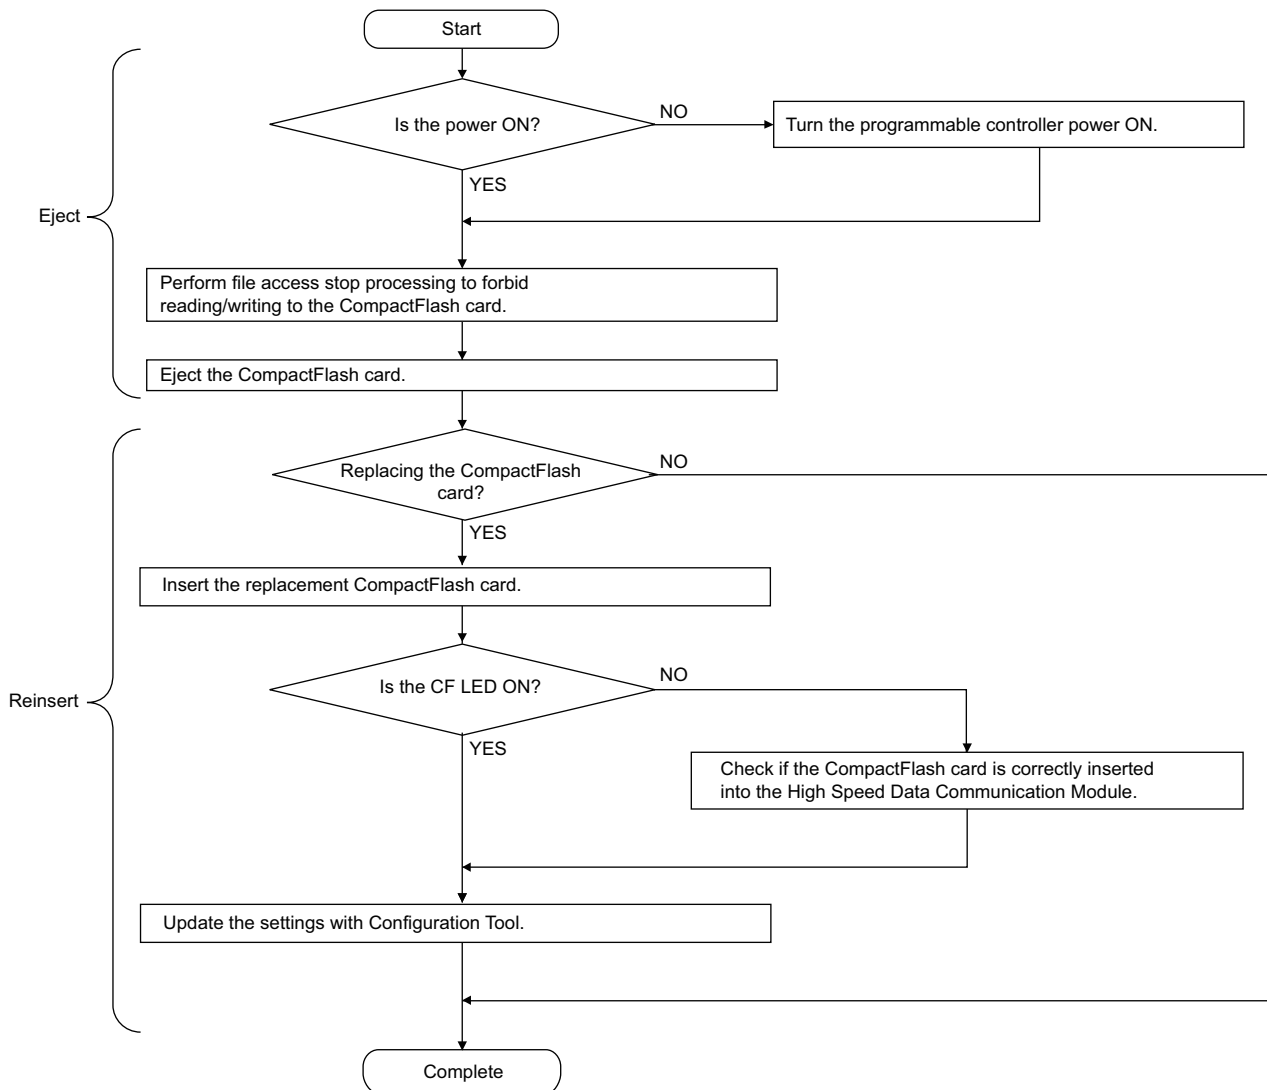 Start
Is the power ON?
NO
Turn the programmable controller power ON.
YES
Eject
Perform file access stop processing to forbid
reading/writing to the CompactFlash card.
Eject the CompactFlash card.
Replacing the CompactFlash
card?
NO
YES
Insert the replacement CompactFlash card.
Is the CF LED ON?
NO
Reinsert
YES
Check if the CompactFlash card is correctly inserted
into the High Speed Data Communication Module.
Update the settings with Configuration Tool.
Complete